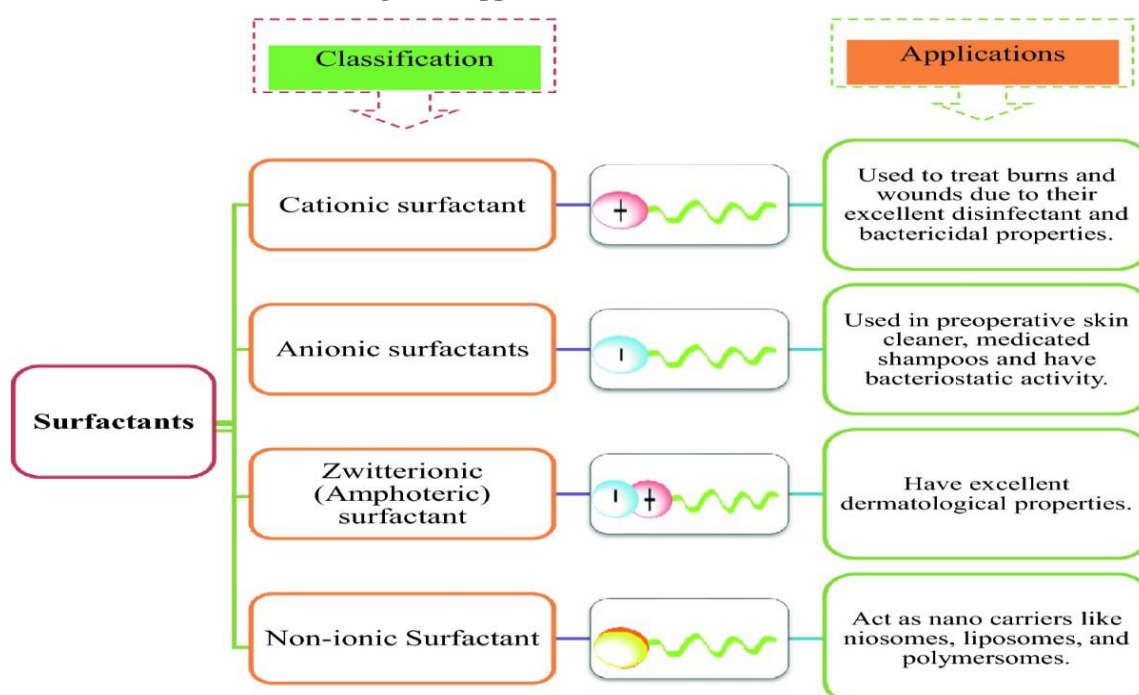 Classification
Applications
Surfactants
Cationic surfactant
+
Used to treat burns and
wounds due to their
excellent disinfectant and
bactericidal properties.
Anionic surfactants
-
Used in preoperative skin
cleaner, medicated
shampoos and have
bacteriostatic activity.
Zwitterionic
(Amphoteric)
surfactant
- +
Have excellent
dermatological properties.
Non-ionic Surfactant
Act as nano carriers like
niosomes, liposomes, and
polymersomes.